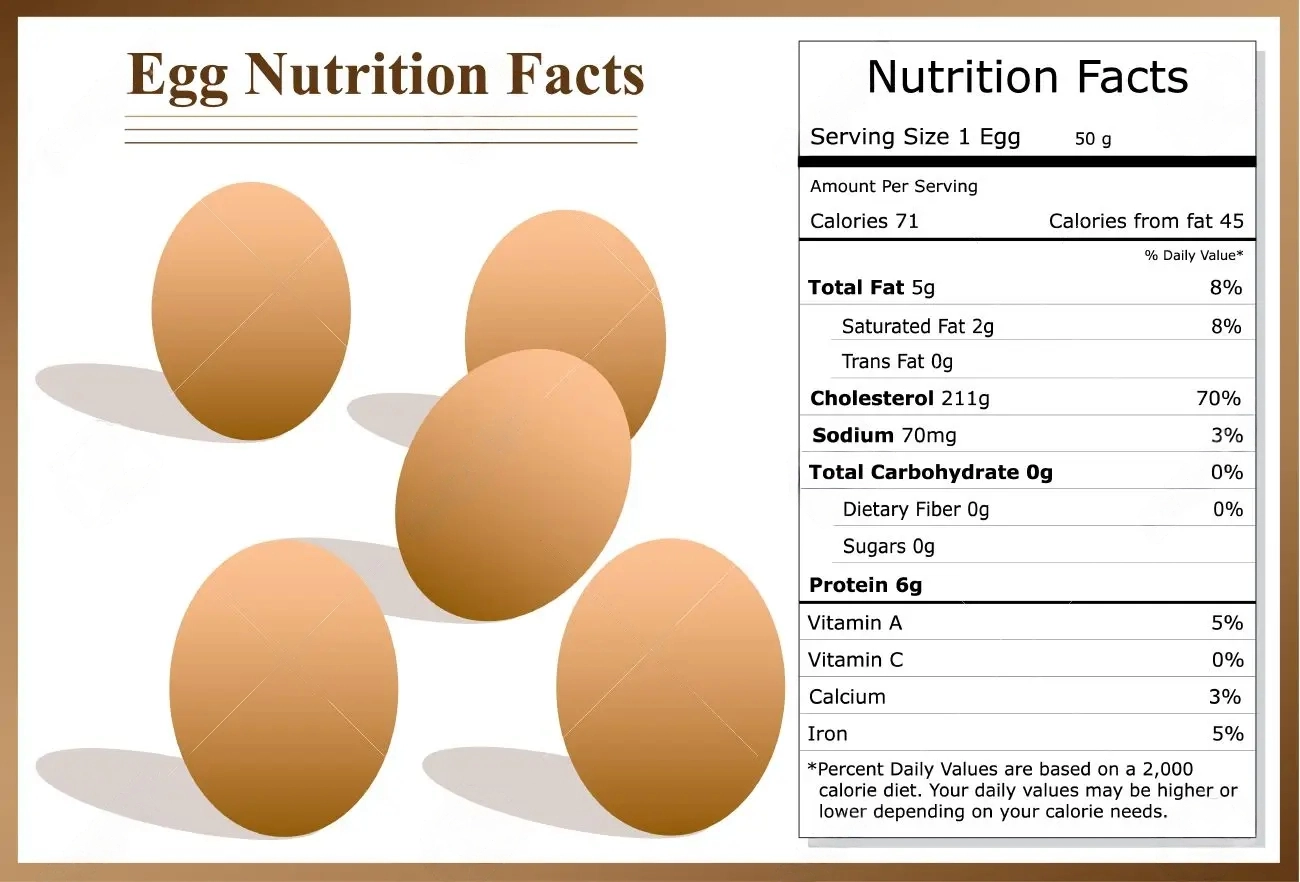 Egg Nutrition Facts
Nutrition Facts
Serving Size 1 Egg 50 g
Amount Per Serving
Calories 71 Calories from fat 45
% Daily Value*
Total Fat 5g 8%
Saturated Fat 2g 8%
Trans Fat 0g
Cholesterol 211g 70%
Sodium 70mg 3%
Total Carbohydrate 0g 0%
Dietary Fiber 0g 0%
Sugars 0g
Protein 6g
Vitamin A 5%
Vitamin C 0%
Calcium 3%
Iron 5%
*Percent Daily Values are based on a 2,000
calorie diet. Your daily values may be higher or
lower depending on your calorie needs.